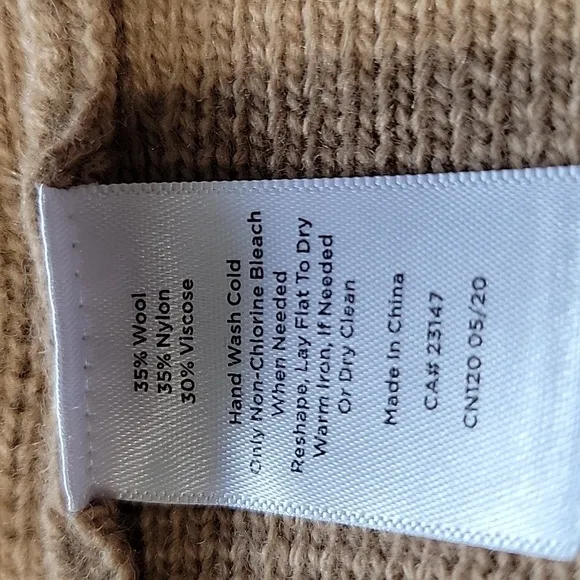 35% Wool
35% Nylon
30% Viscose
Hand Wash Cold
Only Non-Chlorine Bleach
When Needed
Reshape, Lay Flat To Dry
Warm Iron, If Needed
Or Dry Clean
Made In China
CA# 23147
CN120 05/20